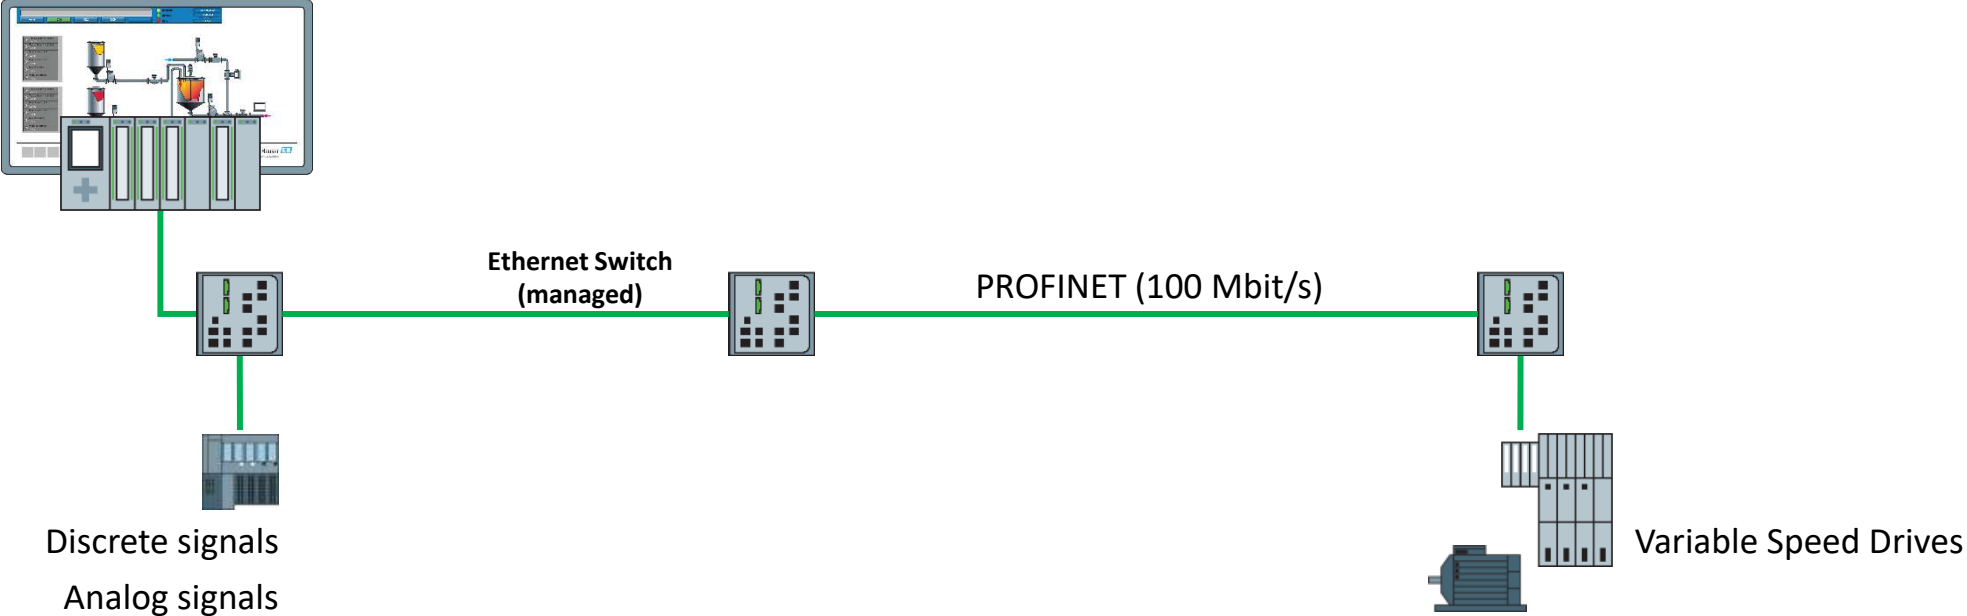 Ethernet Switch
(managed)
PROFINET (100 Mbit/s)
Discrete signals
Analog signals
Variable Speed Drives